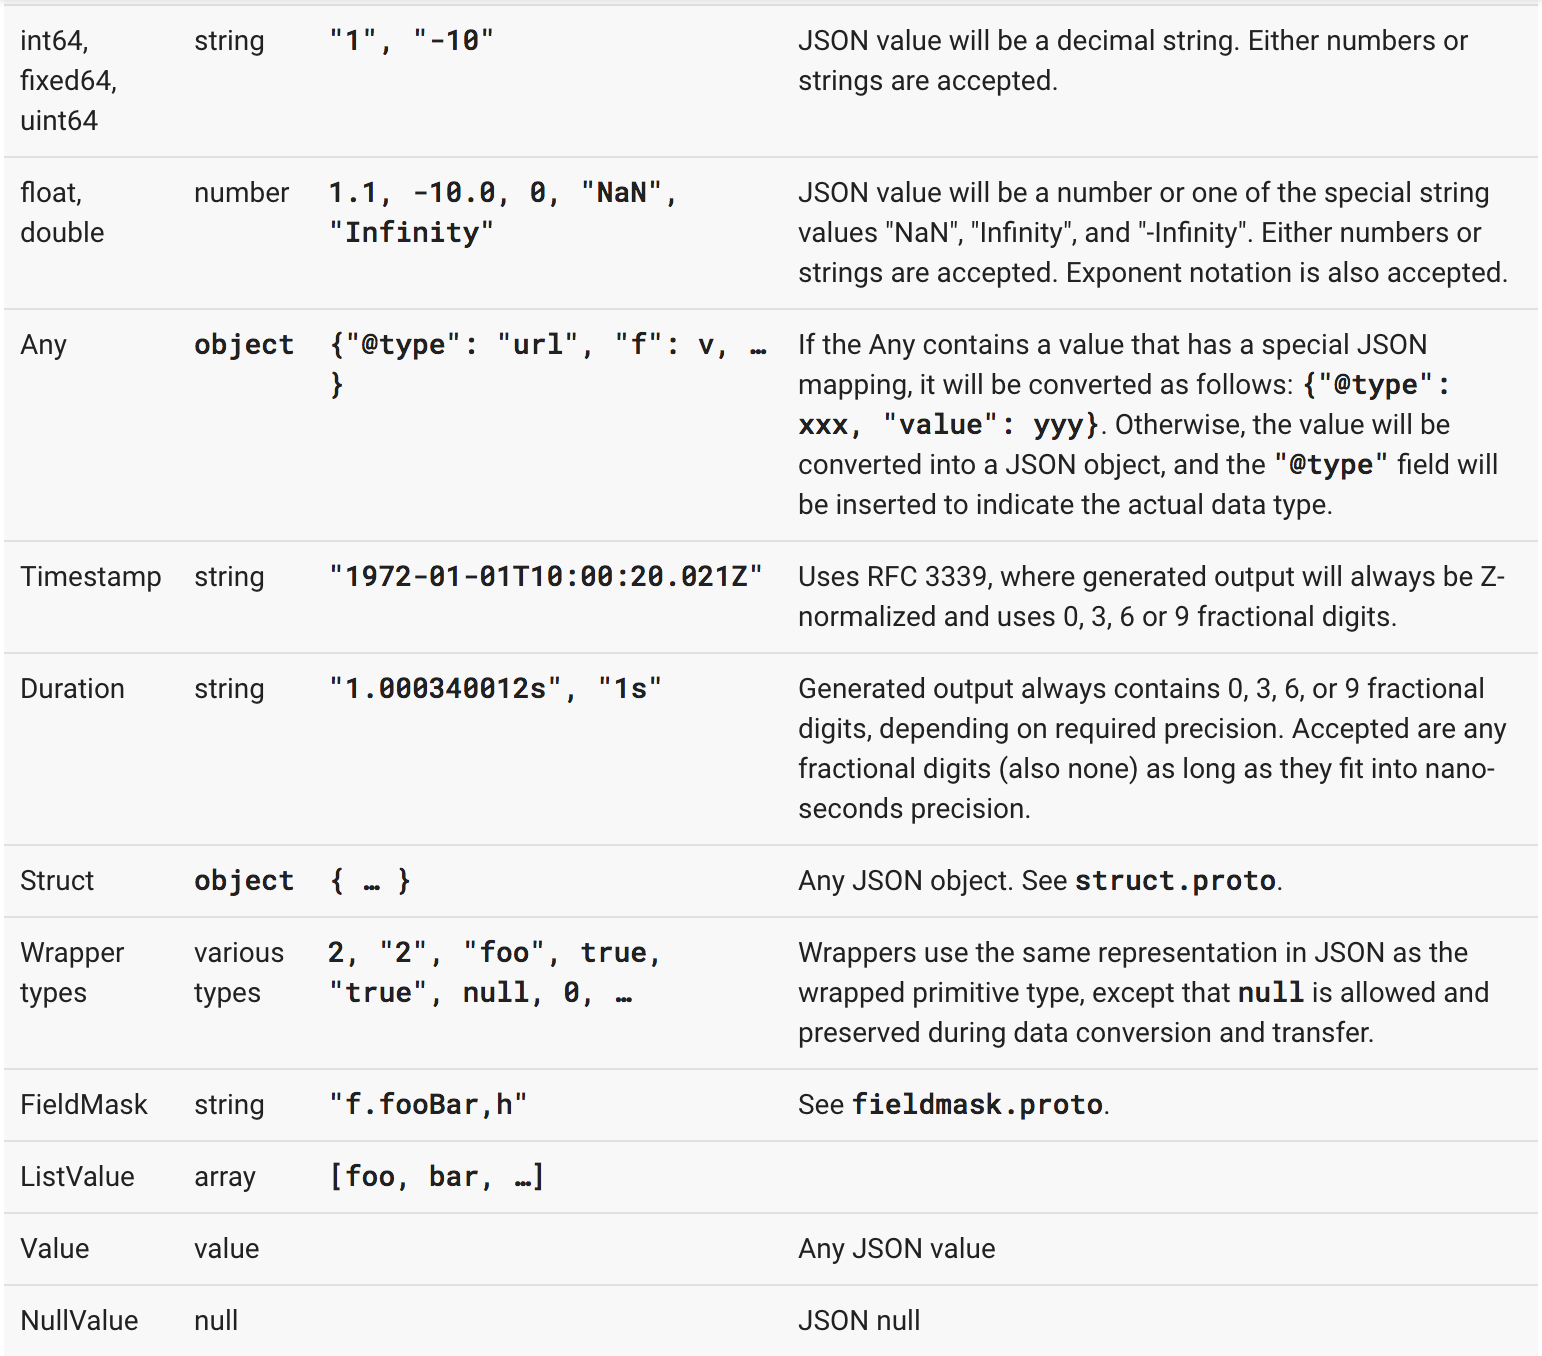 int64,
fixed64,
uint64
string
"1", "-10"
JSON value will be a decimal string. Either numbers or
strings are accepted.
float,
double
number
1.1, -10.0, 0, "NaN",
"Infinity"
JSON value will be a number or one of the special string
values "NaN", "Infinity", and "-Infinity". Either numbers or
strings are accepted. Exponent notation is also accepted.
Any
object
{"@type": "url", "f": v, …
}
If the Any contains a value that has a special JSON
mapping, it will be converted as follows: {"@type":
xxx, "value": yyy}. Otherwise, the value will be
converted into a JSON object, and the "@type" field will
be inserted to indicate the actual data type.
Timestamp
string
"1972-01-01T10:00:20.021Z"
Uses RFC 3339, where generated output will always be Z-
normalized and uses 0, 3, 6 or 9 fractional digits.
Duration
string
"1.000340012s", "1s"
Generated output always contains 0, 3, 6, or 9 fractional
digits, depending on required precision. Accepted are any
fractional digits (also none) as long as they fit into nano-
seconds precision.
Struct
object
{ … }
Any JSON object. See struct.proto.
Wrapper
types
various
types
2, "2", "foo", true,
"true", null, 0, …
Wrappers use the same representation in JSON as the
wrapped primitive type, except that null is allowed and
preserved during data conversion and transfer.
FieldMask
string
"f.fooBar,h"
See fieldmask.proto.
ListValue
array
[foo, bar, …]
Value
value
Any JSON value
NullValue
null
JSON null